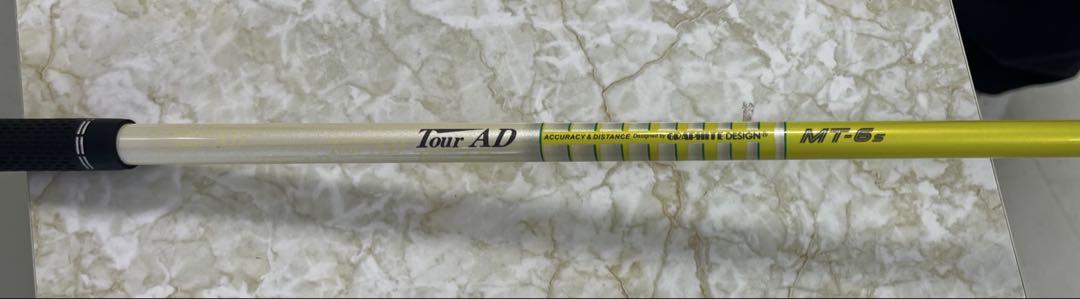 Tour AD
ACCURACY & DISTANCE Designed by GRAPHITE DESIGN®
MT-6s